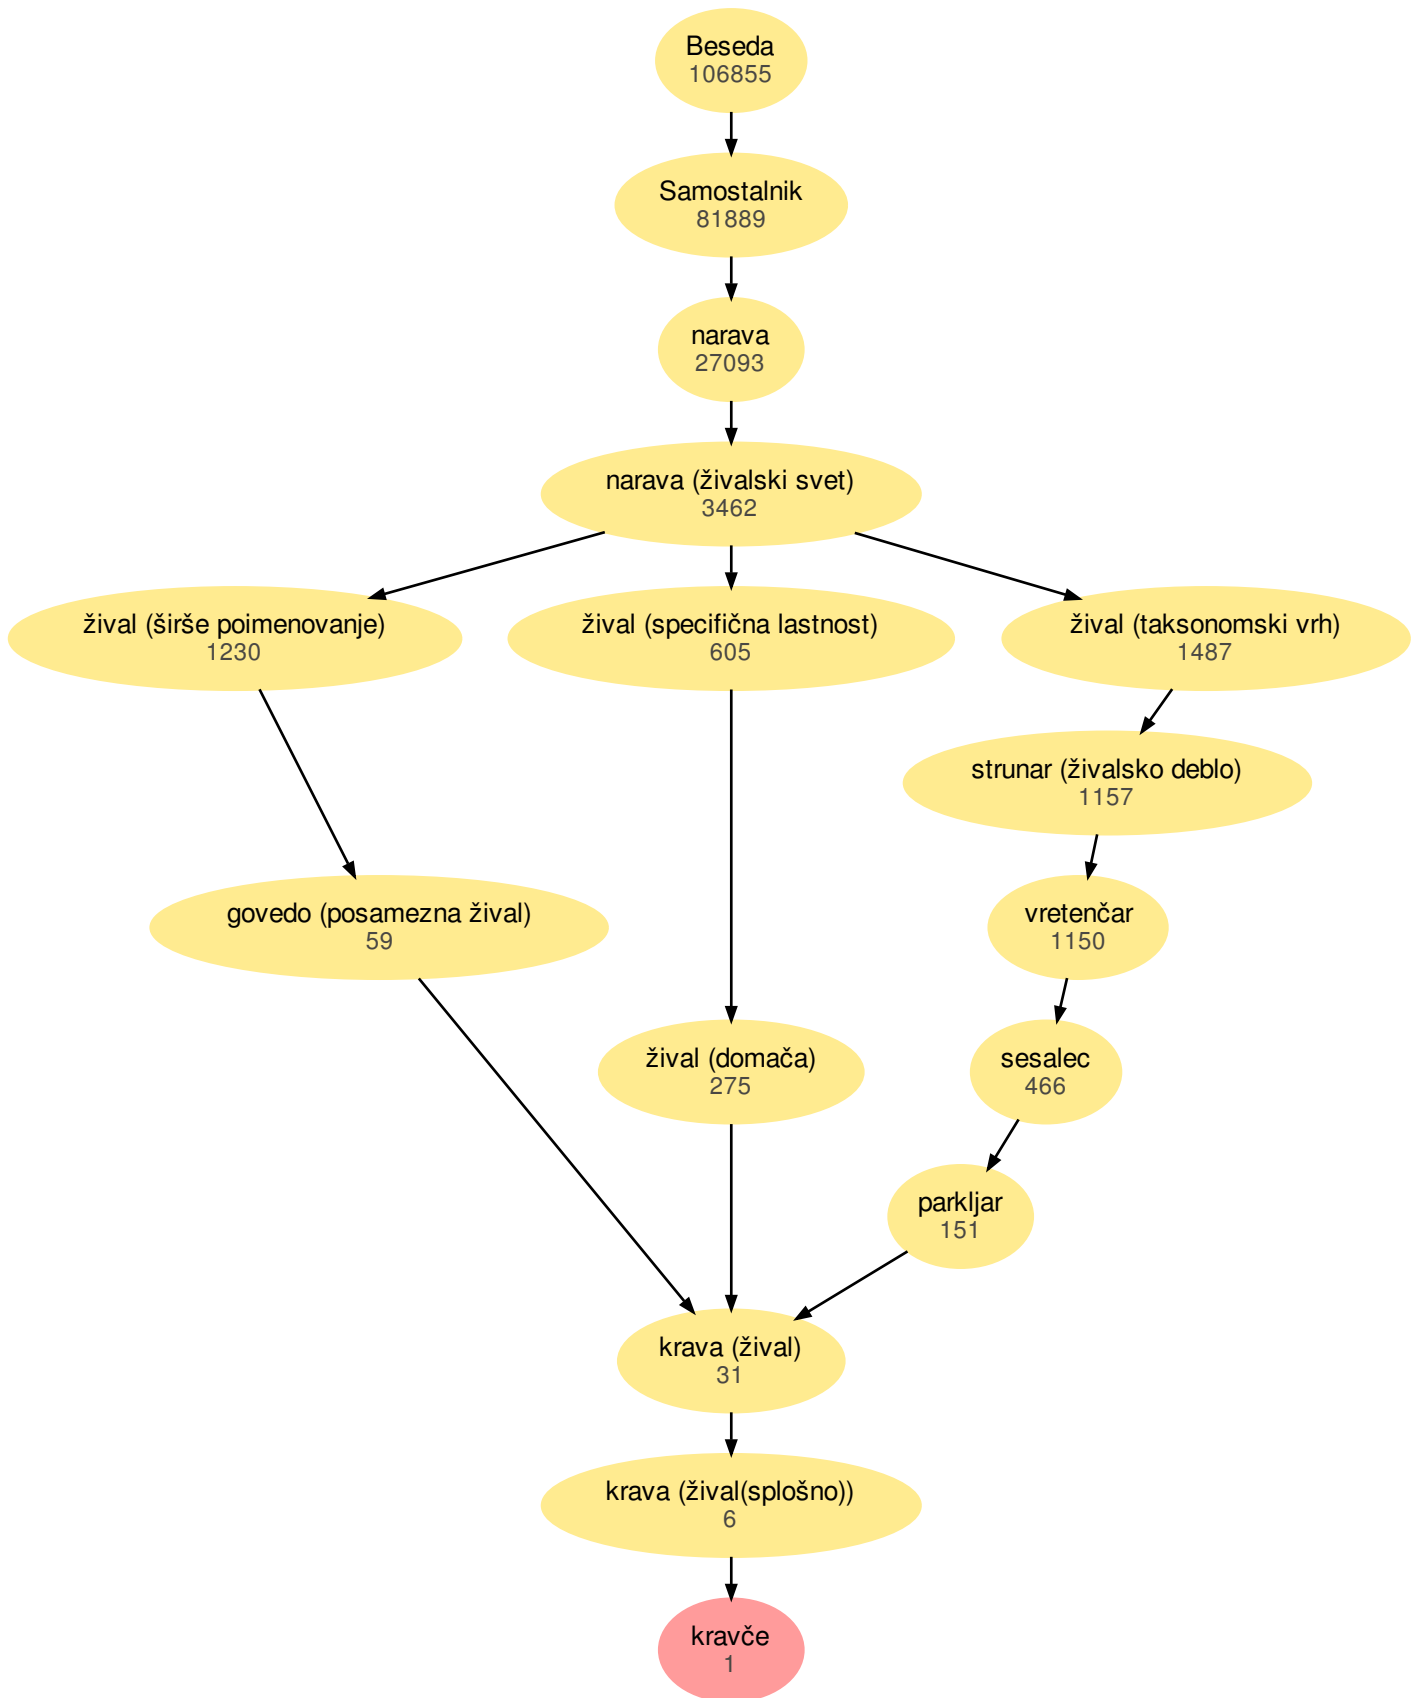 Beseda
106855
Samostalnik
81889
narava
27093
narava (živalski svet)
3462
žival (širše poimenovanje)
1230
žival (specifična lastnost)
605
žival (taksonomski vrh)
1487
strunar (živalsko deblo)
1157
govedo (posamezna žival)
59
vretenčar
1150
žival (domača)
275
sesalec
466
parkljar
151
krava (žival)
31
krava (žival(splošno))
6
kravče
1